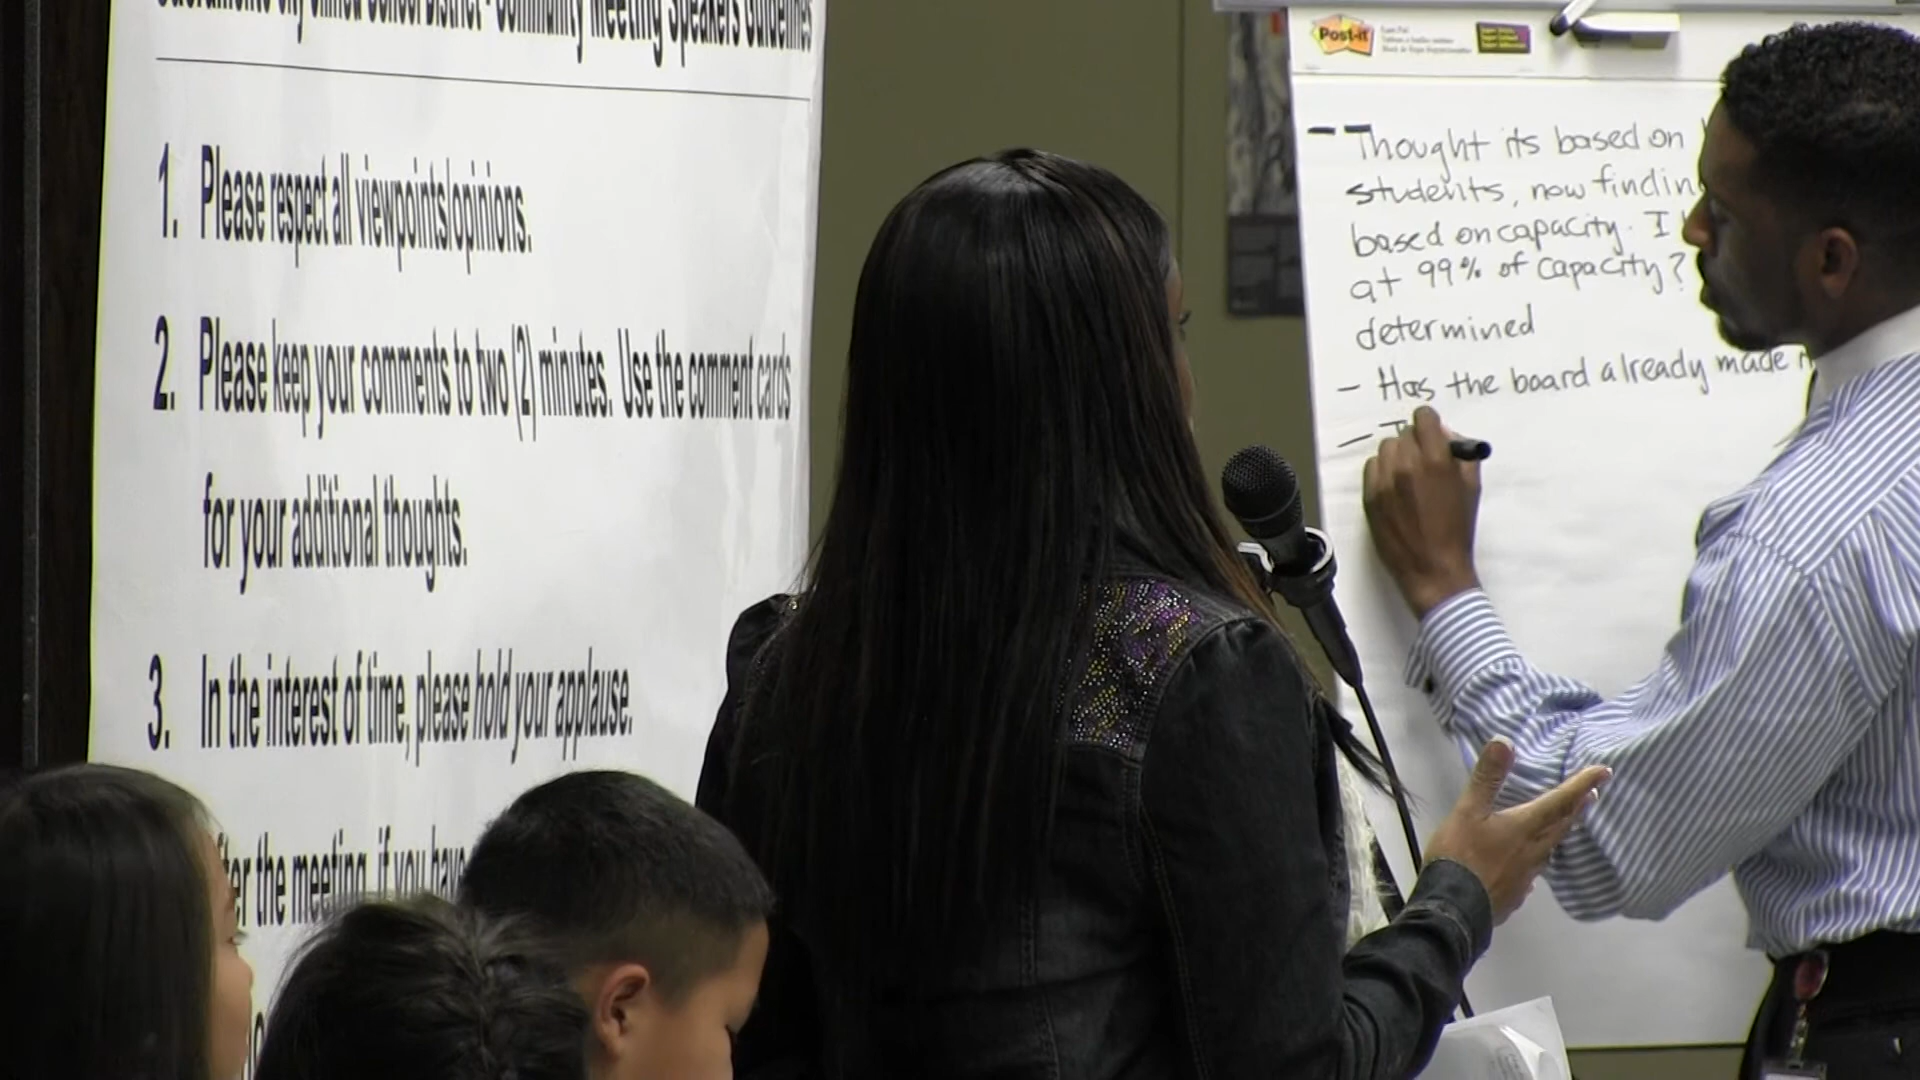 Sacramento City Unified School District - Community Meeting Speakers Guidelines
1. Please respect all viewpoints/opinions.
2. Please keep your comments to two (2) minutes. Use the comment cards
for your additional thoughts.
3. In the interest of time, please hold your applause.
the meeting, if you have
Post-it
- Thought its based on
students, now findin
based on capacity. I
at 99% of capacity?
determined
- Has the board already made
-